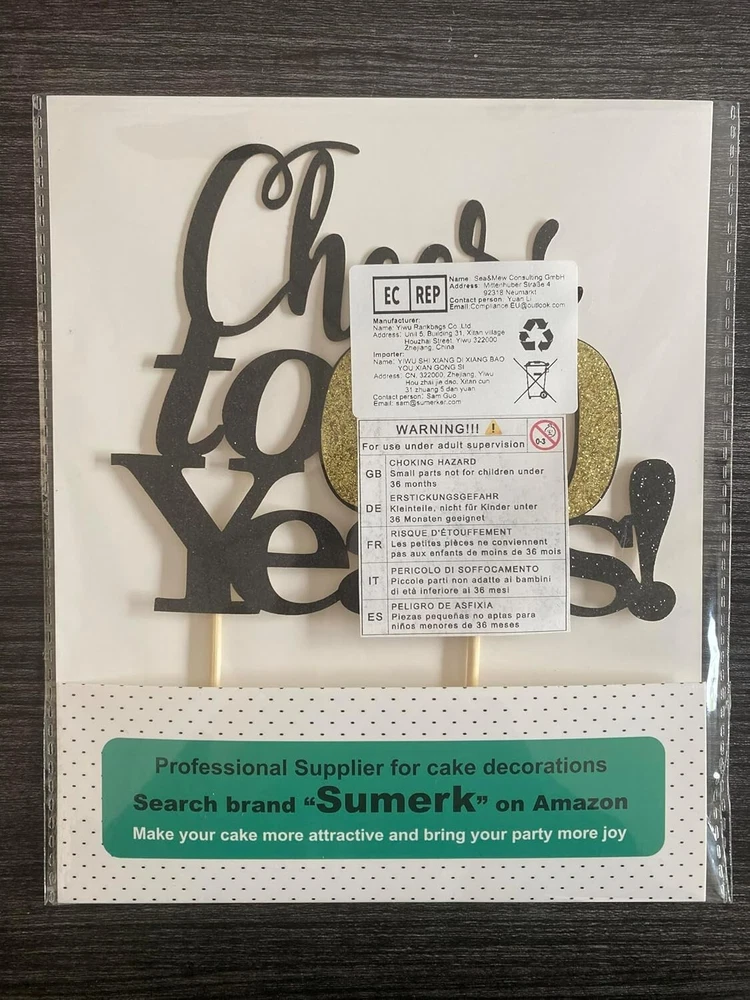 Cheers
to
Years!
EC REP
Name: Sea&Mew Consulting GmbH
Address: Mittenhuber Straße 4
92318 Neumarkt
Contact person: Yuan Li
Email:Compliance.EU@outlook.com
Manufacturer:
Name: Yiwu Rankbags Co.,Ltd
Address: Unit 5, Building 31, Xitan village
Houzhai Street, Yiwu 322000
Zhejiang, China
Importer:
Name: YIWU SHI XIANG DI XIANG BAO
YOU XIAN GONG SI
Address: CN, 322000, Zhejiang, Yiwu
Hou zhai jie dao, Xitan cun
31 zhuang 5 dan yuan
Contact person: Sam Guo
Email: sam@sumerker.com
WARNING!!!
For use under adult supervision
0-3
GB
CHOKING HAZARD
Small parts not for children under
36 months
DE
ERSTICKUNGSGEFAHR
Kleinteile, nicht für Kinder unter
36 Monaten geeignet
FR
RISQUE D'ÉTOUFFEMENT
Les petites pièces ne conviennent
pas aux enfants de moins de 36 mois
IT
PERICOLO DI SOFFOCAMENTO
Piccole parti non adatte ai bambini
di età inferiore ai 36 mesi
ES
PELIGRO DE ASFIXIA
Piezas pequeñas no aptas para
niños menores de 36 meses
Professional Supplier for cake decorations
Search brand “Sumerk” on Amazon
Make your cake more attractive and bring your party more joy